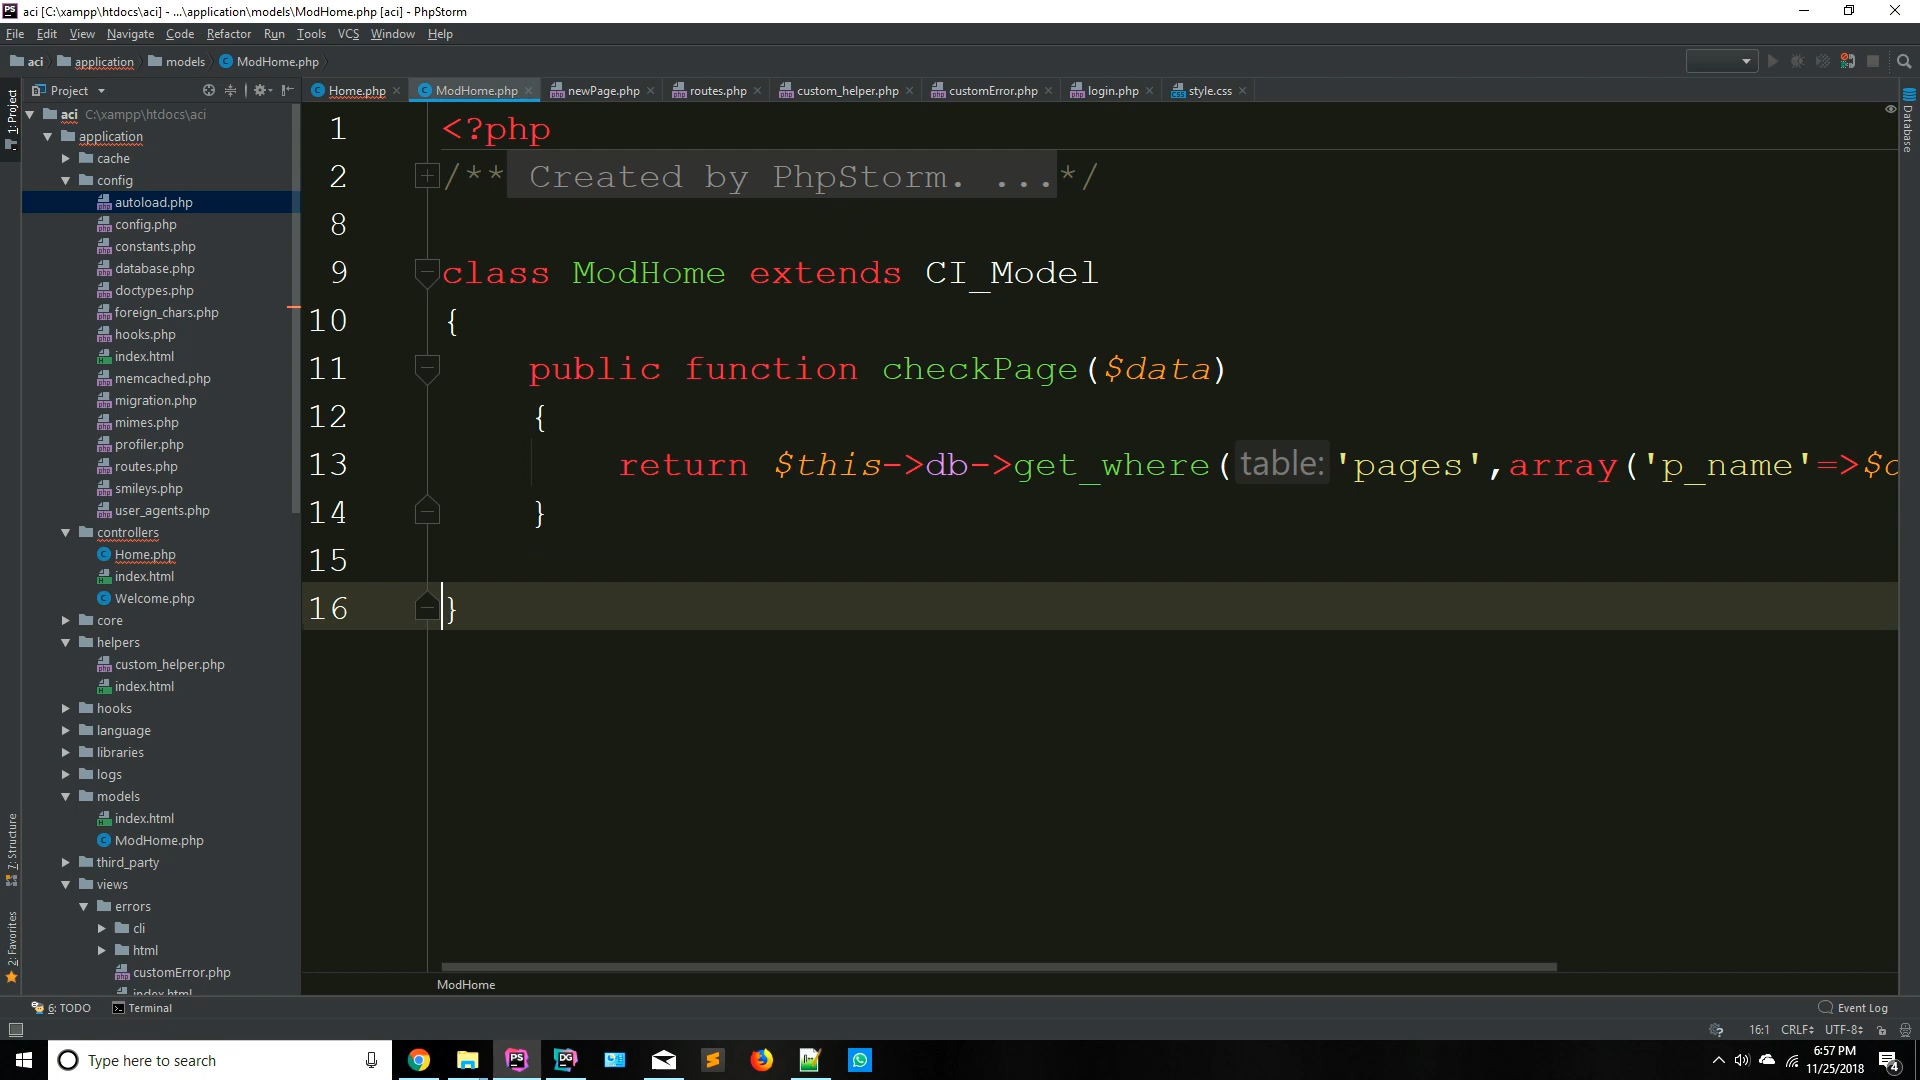 aci [C:\xampp\htdocs\aci] - ...\application\models\ModHome.php [aci] - PhpStorm
File Edit View Navigate Code Refactor Run Tools VCS Window Help
aci application models ModHome.php
Project
Home.php ModHome.php newPage.php routes.php custom_helper.php customError.php login.php style.css
1: Project
7: Structure
2: Favorites
Database
aci C:\xampp\htdocs\aci
application
cache
config
autoload.php
config.php
constants.php
database.php
doctypes.php
foreign_chars.php
hooks.php
index.html
memcached.php
migration.php
mimes.php
profiler.php
routes.php
smileys.php
user_agents.php
controllers
Home.php
index.html
Welcome.php
core
helpers
custom_helper.php
index.html
hooks
language
libraries
logs
models
index.html
ModHome.php
third_party
views
errors
cli
html
customError.php
index.html
1 <?php
2 /** Created by PhpStorm. ...*/
8
9 class ModHome extends CI_Model
10 {
11 public function checkPage($data)
12 {
13 return $this->db->get_where( table: 'pages',array('p_name'=>$
14 }
15
16 }
ModHome
6: TODO Terminal Event Log
16:1 CRLF UTF-8
Type here to search
6:57 PM
11/25/2018
4